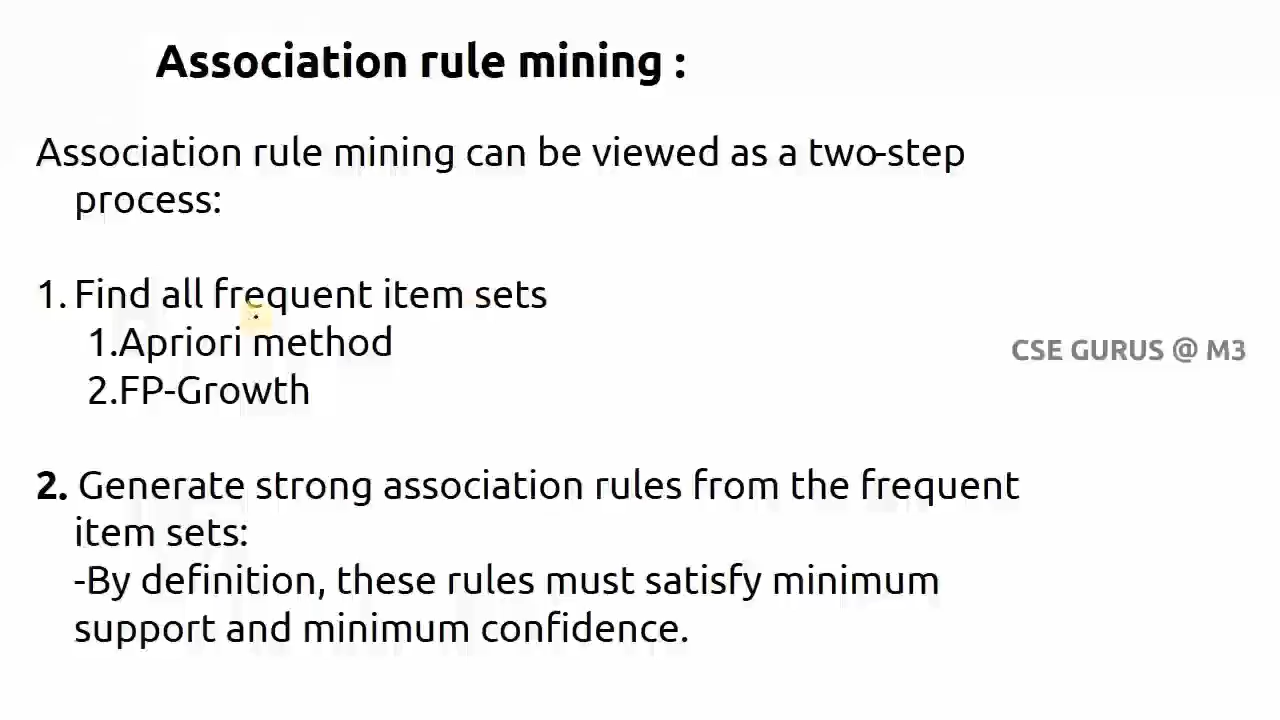 Association rule mining :
Association rule mining can be viewed as a two-step
process:
1. Find all frequent item sets
1.Apriori method
CSE GURUS @ M3
2.FP-Growth
2. Generate strong association rules from the frequent
item sets:
-By definition, these rules must satisfy minimum
support and minimum confidence.